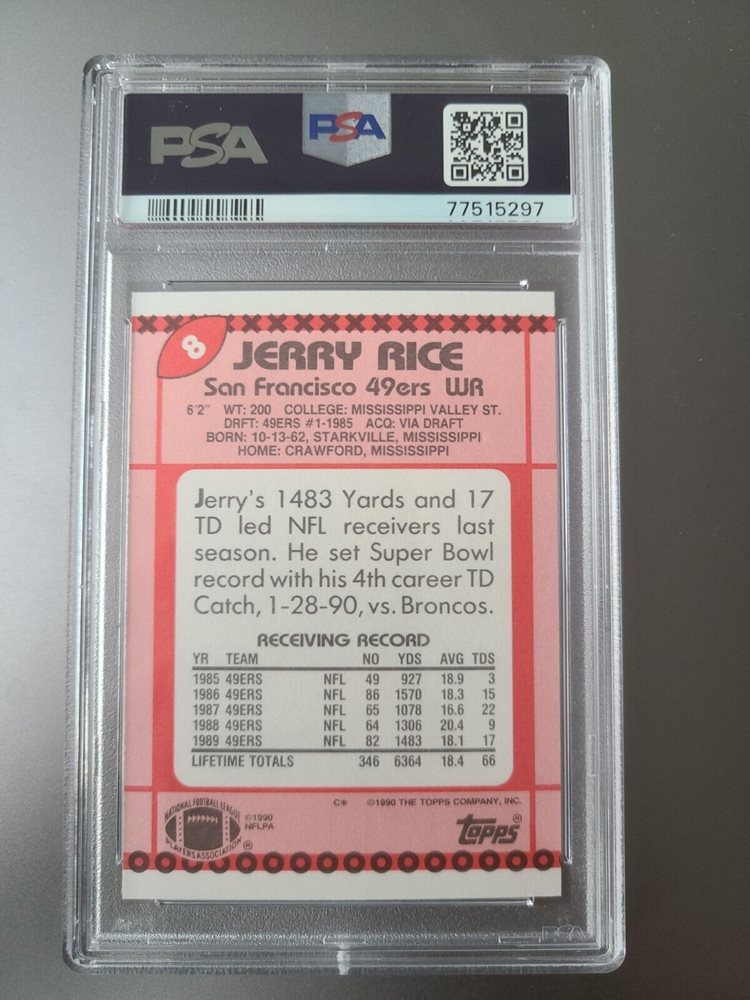 PSA
PSA
77515297
8
JERRY RICE
San Francisco 49ers WR
6'2" WT: 200 COLLEGE: MISSISSIPPI VALLEY ST.
DRFT: 49ERS #1-1985 ACQ: VIA DRAFT
BORN: 10-13-62, STARKVILLE, MISSISSIPPI
HOME: CRAWFORD, MISSISSIPPI
Jerry's 1483 Yards and 17
TD led NFL receivers last
season. He set Super Bowl
record with his 4th career TD
Catch, 1-28-90, vs. Broncos.
RECEIVING RECORD
YR TEAM NO YDS AVG TDS
1985 49ERS NFL 49 927 18.9 3
1986 49ERS NFL 86 1570 18.3 15
1987 49ERS NFL 65 1078 16.6 22
1988 49ERS NFL 64 1306 20.4 9
1989 49ERS NFL 82 1483 18.1 17
LIFETIME TOTALS 346 6364 18.4 66
C* ©1990 THE TOPPS COMPANY, INC.
NATIONAL FOOTBALL LEAGUE
PLAYERS ASSOCIATION ®
©1990
NFLPA
Topps®
PSA